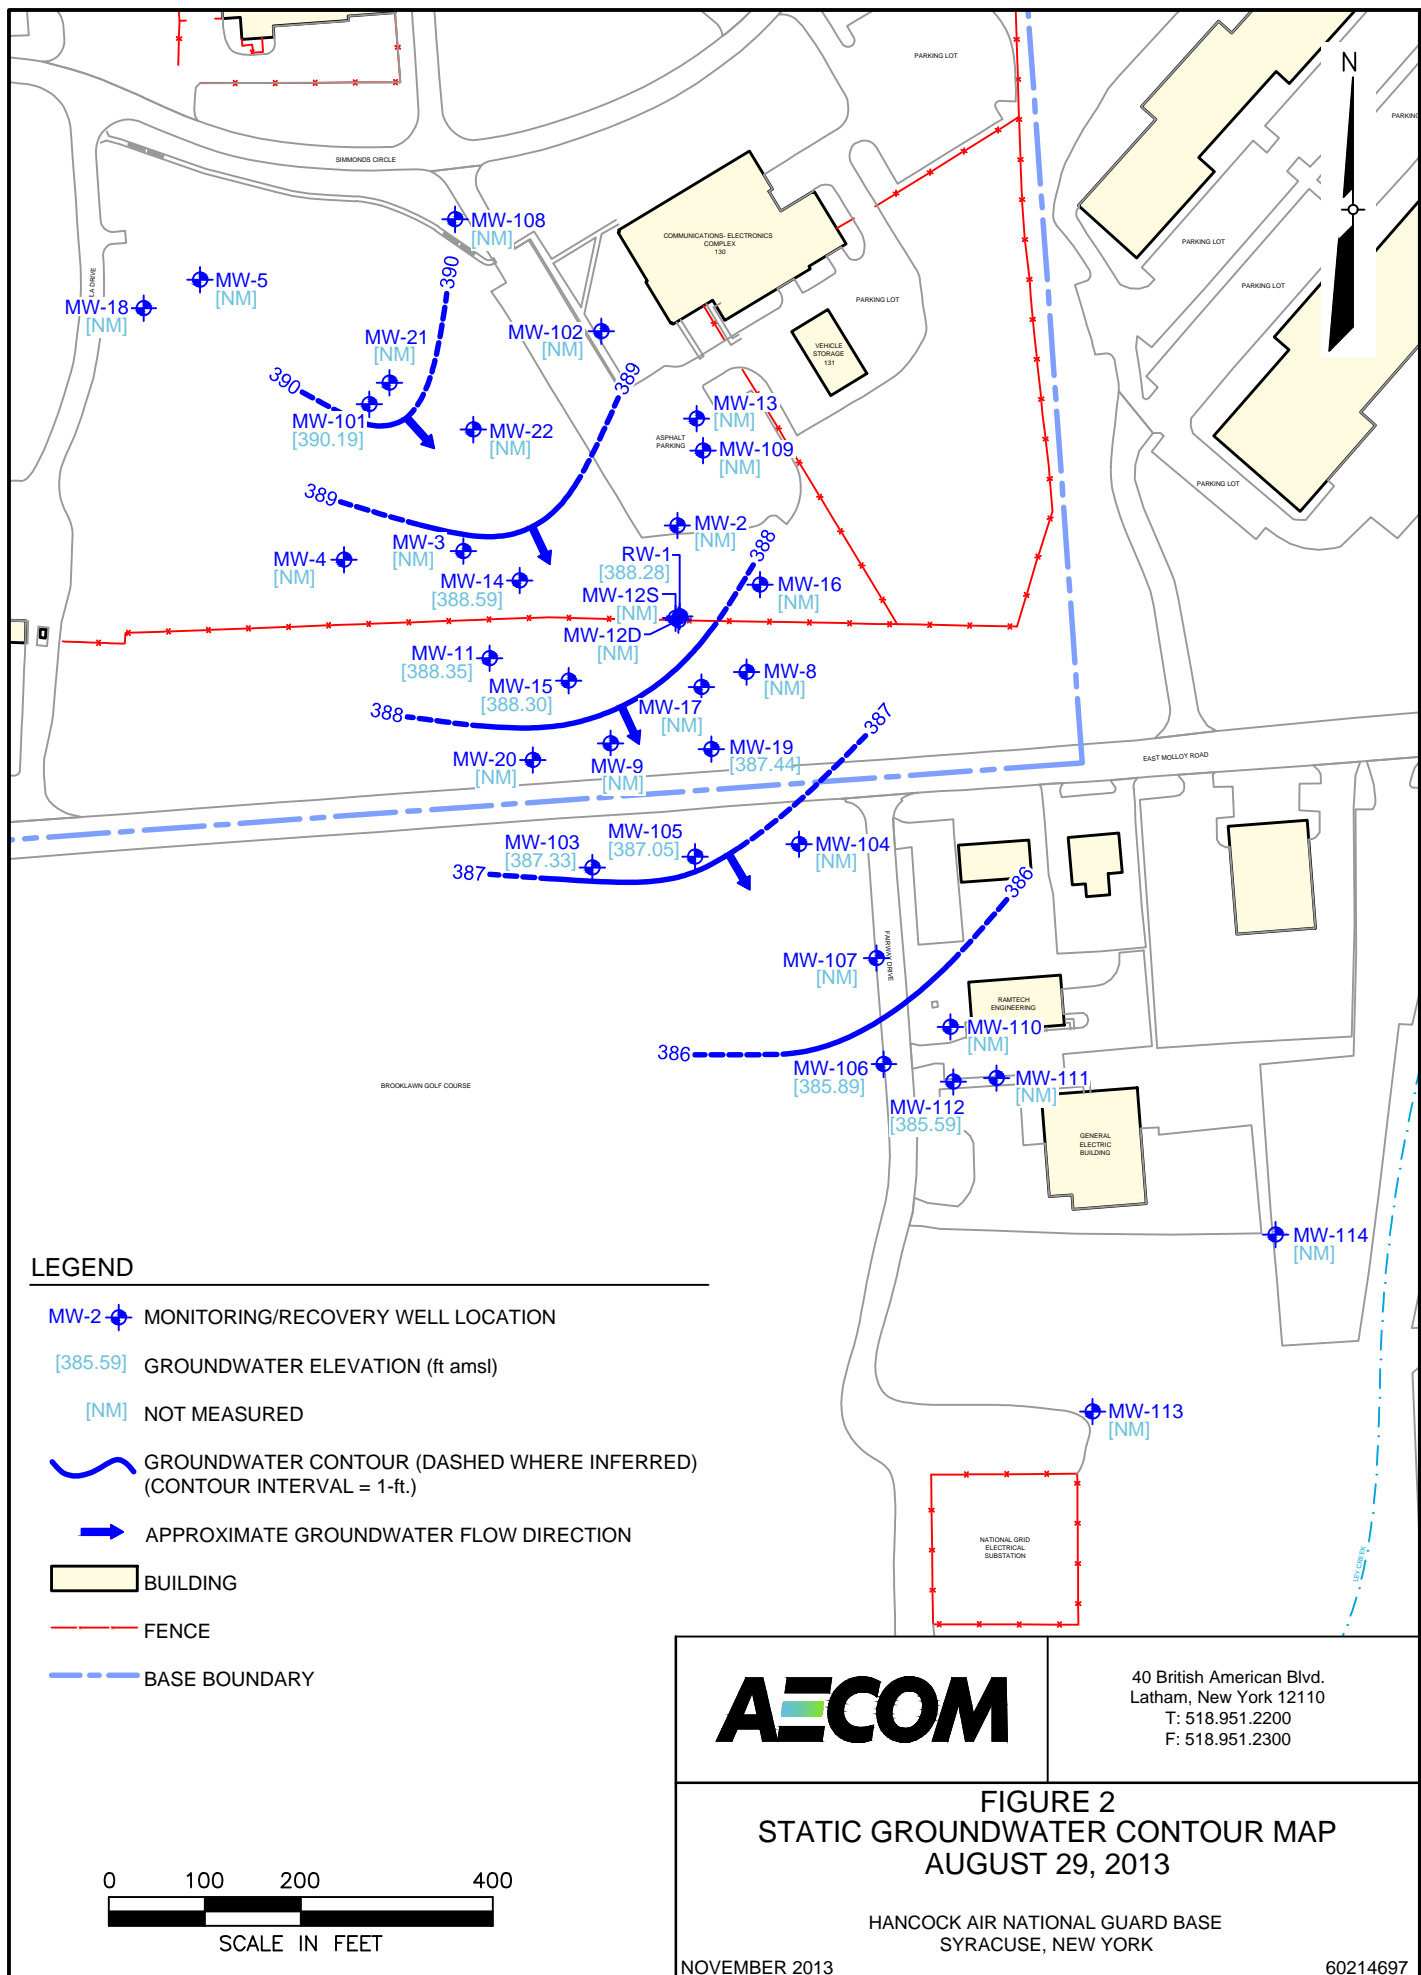 PARKING LOT
N
PARKING
SIMMONDS CIRCLE
MW-108
[NM]
COMMUNICATIONS- ELECTRONICS
COMPLEX
130
PARKING LOT
390
LA DRIVE
MW-5
[NM]
PARKING LOT
MW-18
[NM]
PARKING LOT
MW-102
[NM]
MW-21
[NM]
VEHICLE
STORAGE
131
390
389
MW-101
[390.19]
MW-13
[NM]
MW-22
[NM]
ASPHALT
PARKING
MW-109
[NM]
PARKING LOT
389
MW-2
[NM]
MW-3
[NM]
388
MW-4
[NM]
RW-1
[388.28]
MW-14
[388.59]
MW-16
[NM]
MW-12S
[NM]
MW-12D
[NM]
MW-11
[388.35]
MW-15
[388.30]
MW-8
[NM]
MW-17
[NM]
388
387
MW-20
[NM]
MW-9
[NM]
MW-19
[387.44]
EAST MOLLOY ROAD
MW-103
[387.33]
MW-105
[387.05]
MW-104
[NM]
387
386
FAIRWAY DRIVE
MW-107
[NM]
RAMTECH
ENGINEERING
MW-110
[NM]
386
MW-106
[385.89]
MW-111
[NM]
BROOKLAWN GOLF COURSE
MW-112
[385.59]
GENERAL
ELECTRIC
BUILDING
MW-114
[NM]
MW-113
[NM]
NATIONAL GRID
ELECTRICAL
SUBSTATION
LEY CREEK
LEGEND
MW-2 MONITORING/RECOVERY WELL LOCATION
[385.59] GROUNDWATER ELEVATION (ft amsl)
[NM] NOT MEASURED
GROUNDWATER CONTOUR (DASHED WHERE INFERRED)
(CONTOUR INTERVAL = 1-ft.)
APPROXIMATE GROUNDWATER FLOW DIRECTION
BUILDING
FENCE
BASE BOUNDARY
0 100 200 400
SCALE IN FEET
AECOM
40 British American Blvd.
Latham, New York 12110
T: 518.951.2200
F: 518.951.2300
FIGURE 2
STATIC GROUNDWATER CONTOUR MAP
AUGUST 29, 2013
HANCOCK AIR NATIONAL GUARD BASE
SYRACUSE, NEW YORK
NOVEMBER 2013
60214697